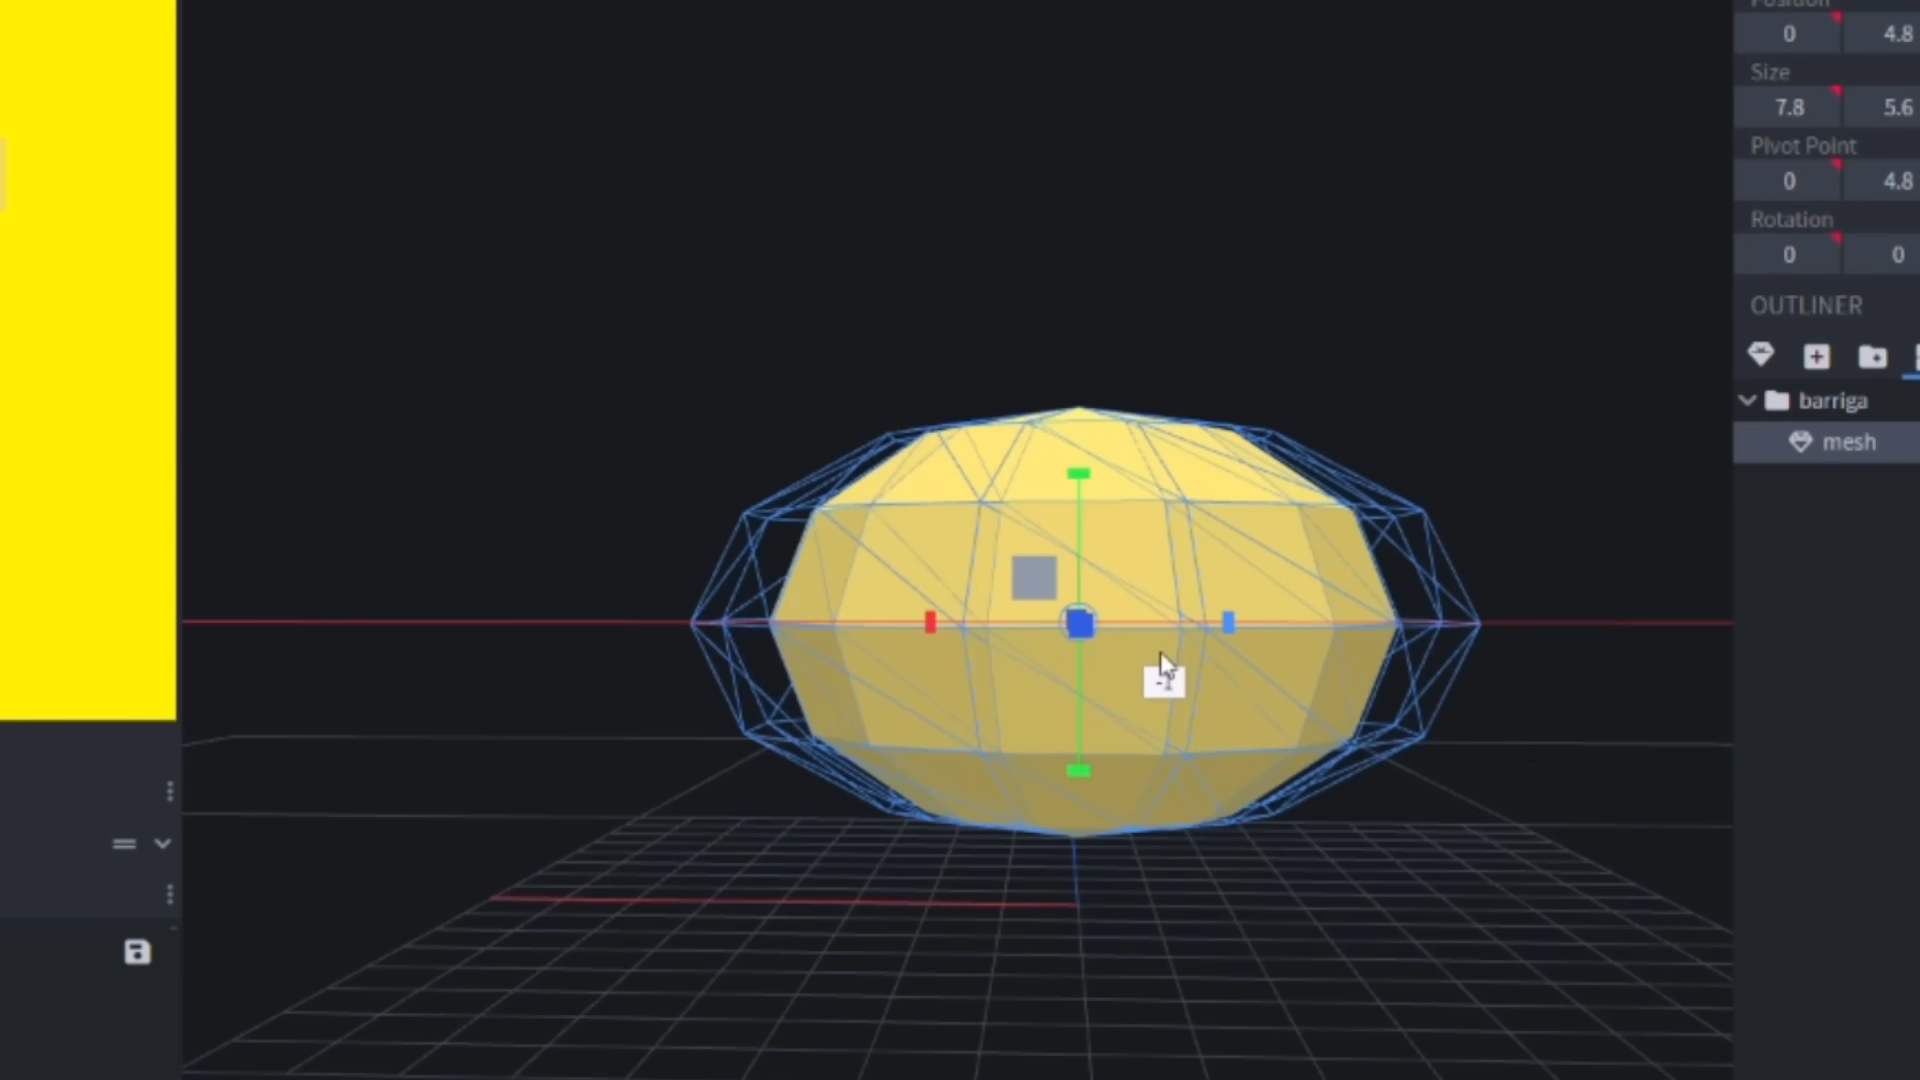 Position
0 4.8
Size
7.8 5.6
Pivot Point
0 4.8
Rotation
0 0
OUTLINER
barriga
mesh